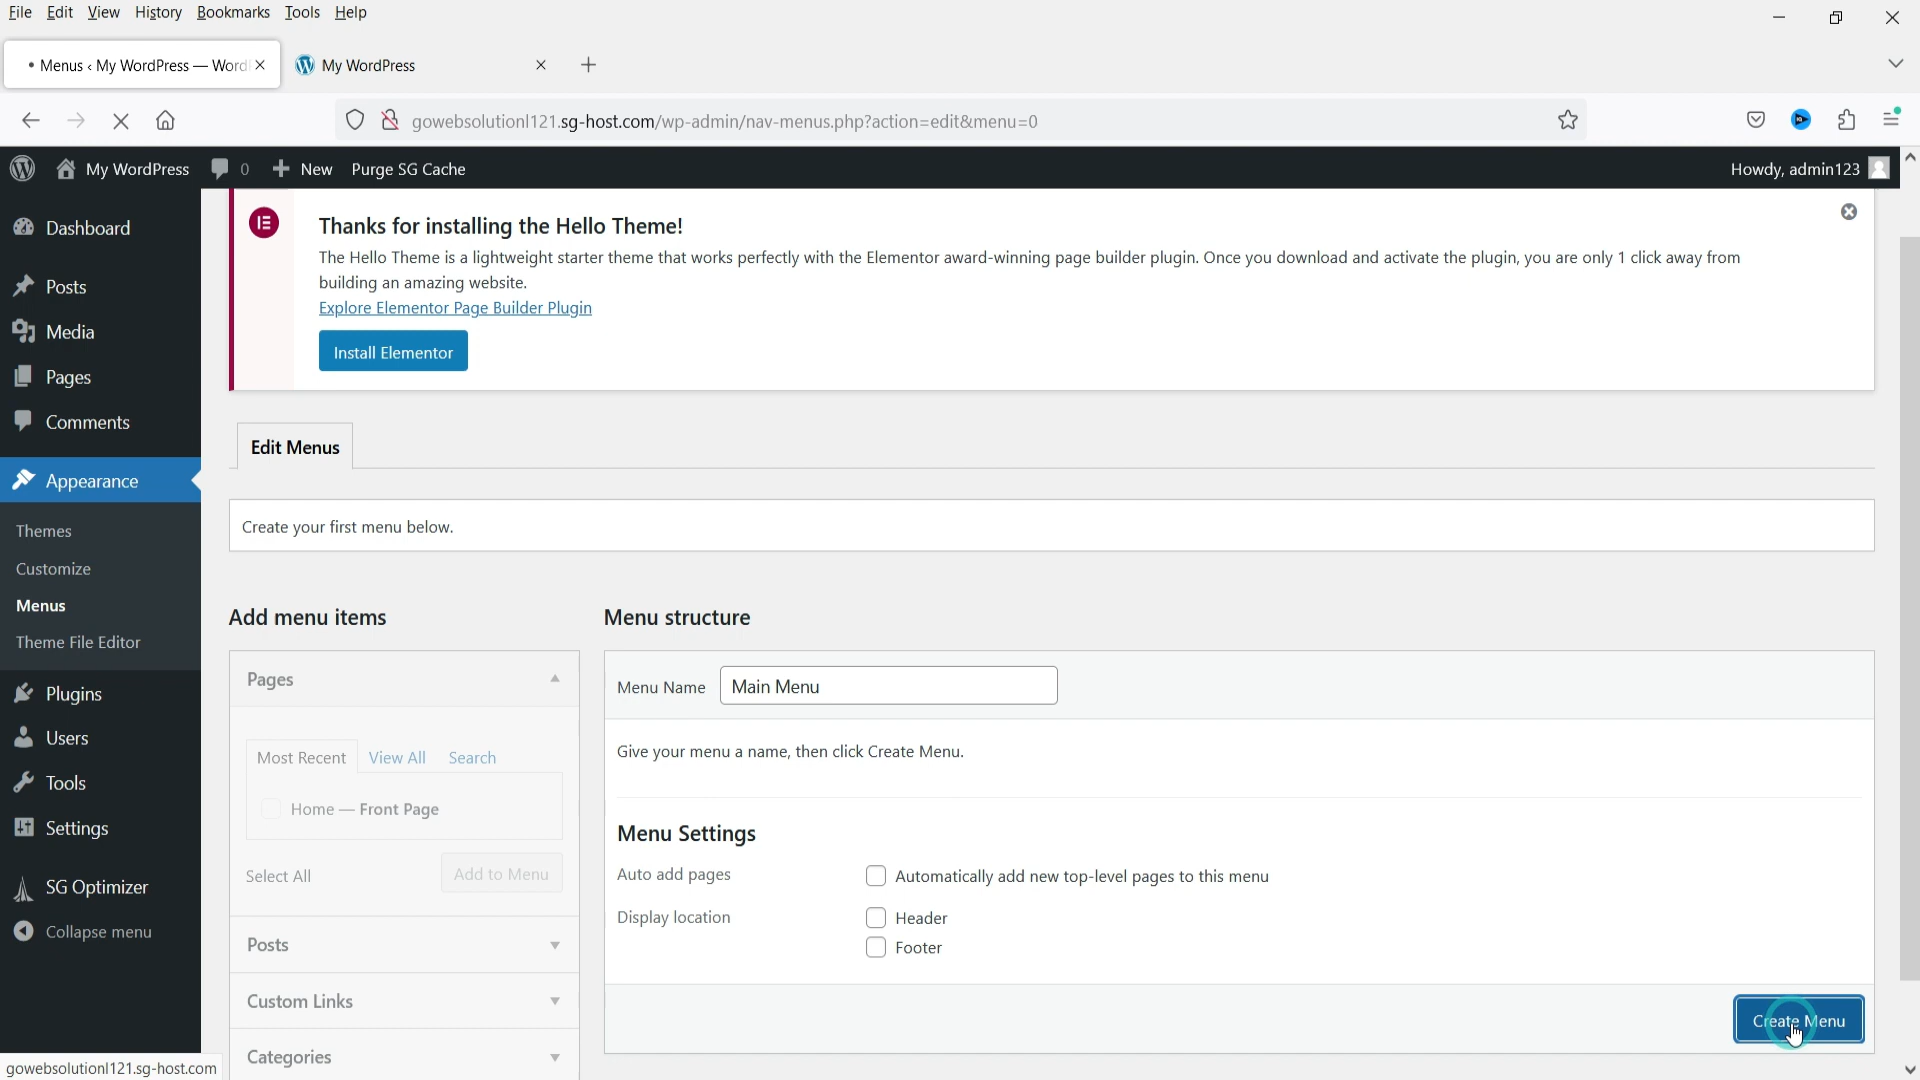 File Edit View History Bookmarks Tools Help
• Menus ‹ My WordPress — Word
My WordPress
gowebsolutionl121.sg-host.com/wp-admin/nav-menus.php?action=edit&menu=0
My WordPress 0 New Purge SG Cache Howdy, admin123
Dashboard
Posts
Media
Pages
Comments
Appearance
Themes
Customize
Menus
Theme File Editor
Plugins
Users
Tools
Settings
SG Optimizer
Collapse menu
Thanks for installing the Hello Theme!
The Hello Theme is a lightweight starter theme that works perfectly with the Elementor award-winning page builder plugin. Once you download and activate the plugin, you are only 1 click away from
building an amazing website.
Explore Elementor Page Builder Plugin
Install Elementor
Edit Menus
Create your first menu below.
Add menu items
Pages
Most Recent View All Search
Home — Front Page
Select All Add to Menu
Posts
Custom Links
Categories
Menu structure
Menu Name Main Menu
Give your menu a name, then click Create Menu.
Menu Settings
Auto add pages Automatically add new top-level pages to this menu
Display location Header
Footer
Create Menu
gowebsolutionl121.sg-host.com